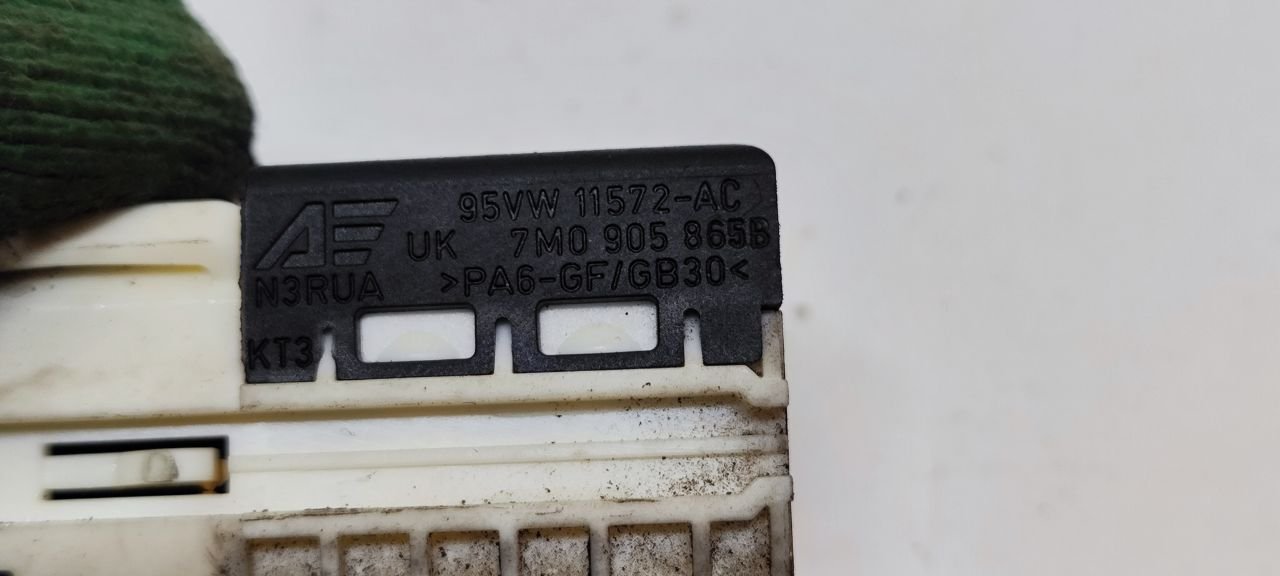 95VW 11572-AC
AE UK 7M0 905 865B
N3RUA >PA6-GF/GB30<
KT3